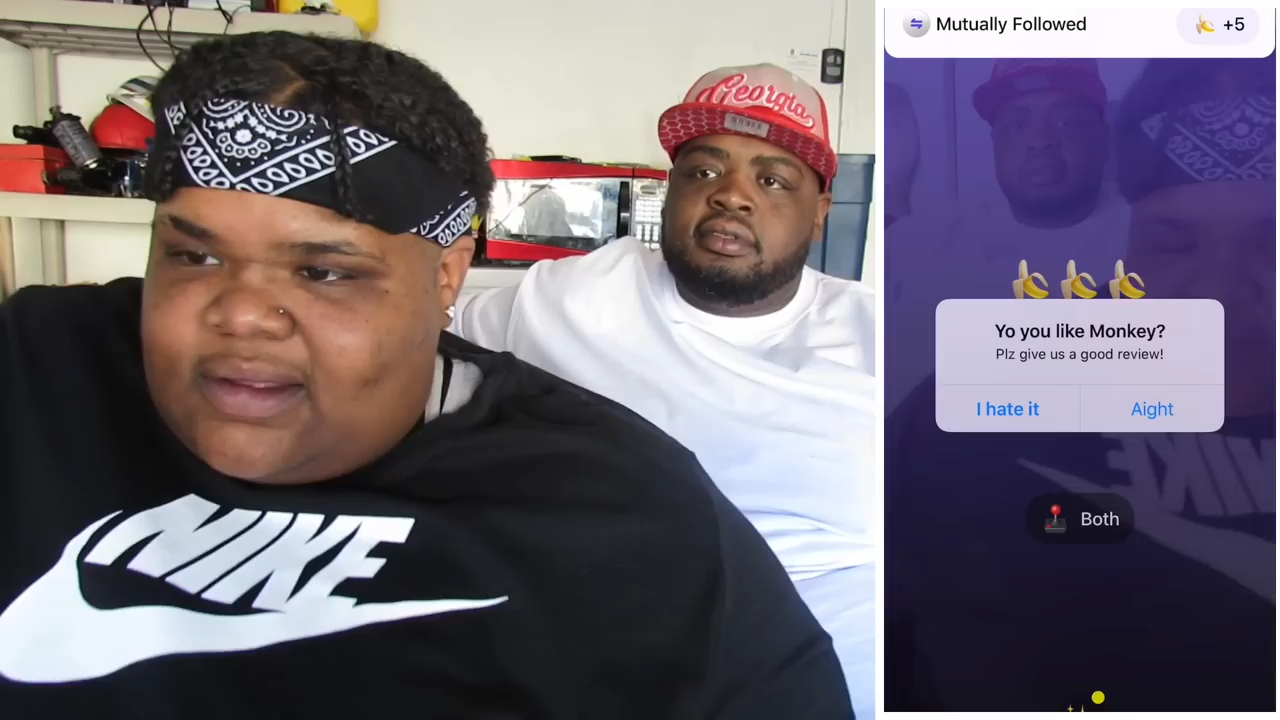 Georgia
NIKE
Mutually Followed
+5
Yo you like Monkey?
Plz give us a good review!
I hate it
Aight
Both
NIKE